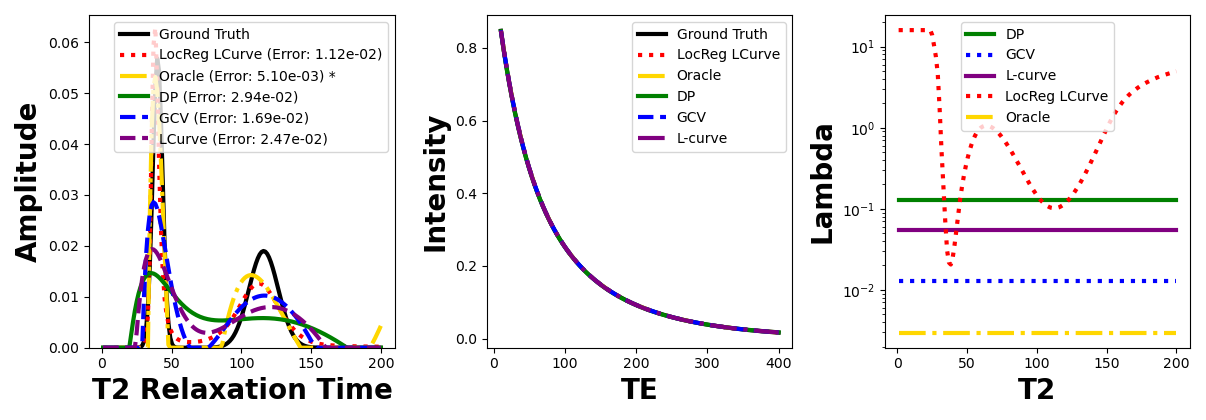 Amplitude
0.06
0.05
0.04
0.03
0.02
0.01
0.00
Ground Truth
LocReg LCurve (Error: 1.12e-02)
Oracle (Error: 5.10e-03) *
DP (Error: 2.94e-02)
GCV (Error: 1.69e-02)
LCurve (Error: 2.47e-02)
0 50 100 150 200
T2 Relaxation Time
Intensity
0.8
0.6
0.4
0.2
0.0
Ground Truth
LocReg LCurve
Oracle
DP
GCV
L-curve
0 100 200 300 400
TE
Lambda
10¹
10⁰
10⁻¹
10⁻²
DP
GCV
L-curve
LocReg LCurve
Oracle
0 50 100 150 200
T2